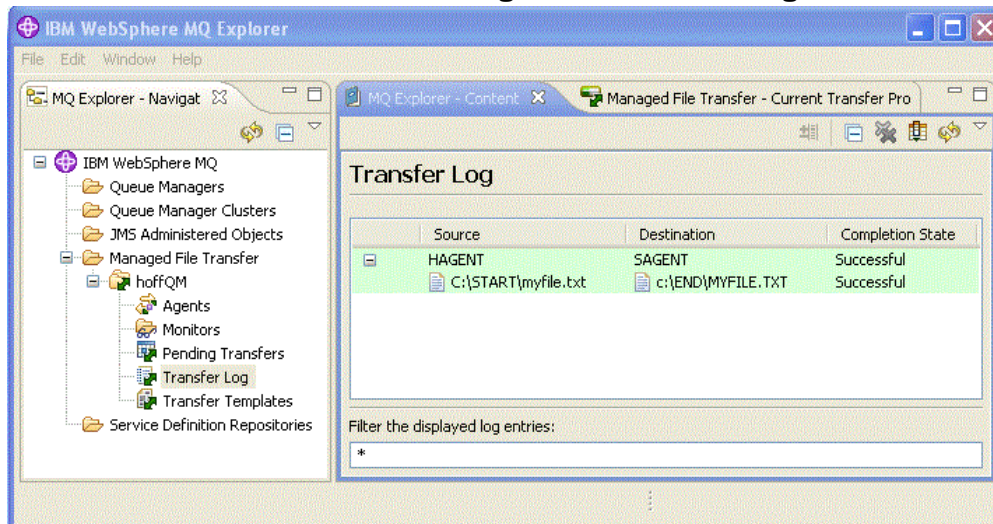 IBM WebSphere MQ Explorer
File Edit Window Help
MQ Explorer - Navigat
IBM WebSphere MQ
Queue Managers
Queue Manager Clusters
JMS Administered Objects
Managed File Transfer
hoffQM
Agents
Monitors
Pending Transfers
Transfer Log
Transfer Templates
Service Definition Repositories
MQ Explorer - Content
Managed File Transfer - Current Transfer Pro
Transfer Log
Source Destination Completion State
HAGENT SAGENT Successful
C:\START\myfile.txt c:\END\MYFILE.TXT Successful
Filter the displayed log entries:
*